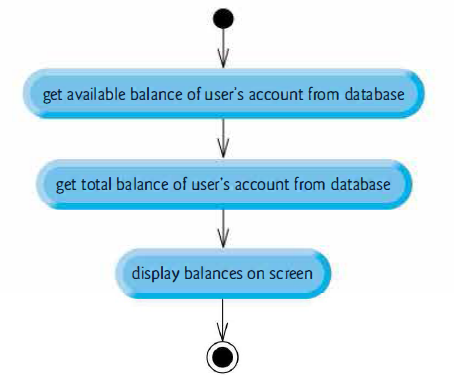 get available balance of user's account from database
get total balance of user's account from database
display balances on screen